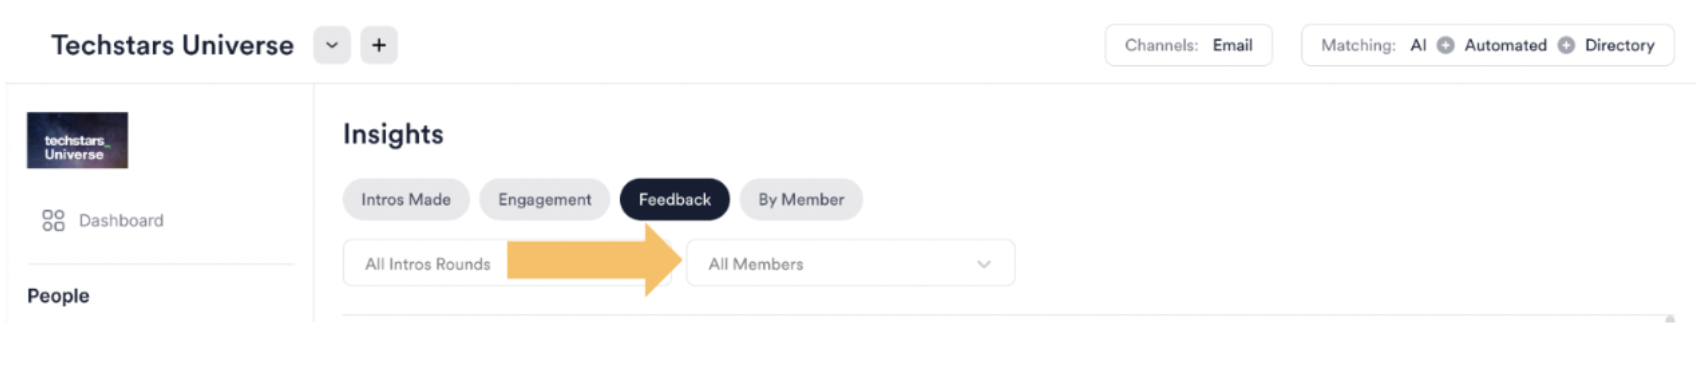 Techstars Universe
Channels: Email
Matching: AI Automated Directory
techstars_
Universe
Insights
Intros Made Engagement Feedback By Member
Dashboard
All Intros Rounds All Members
People